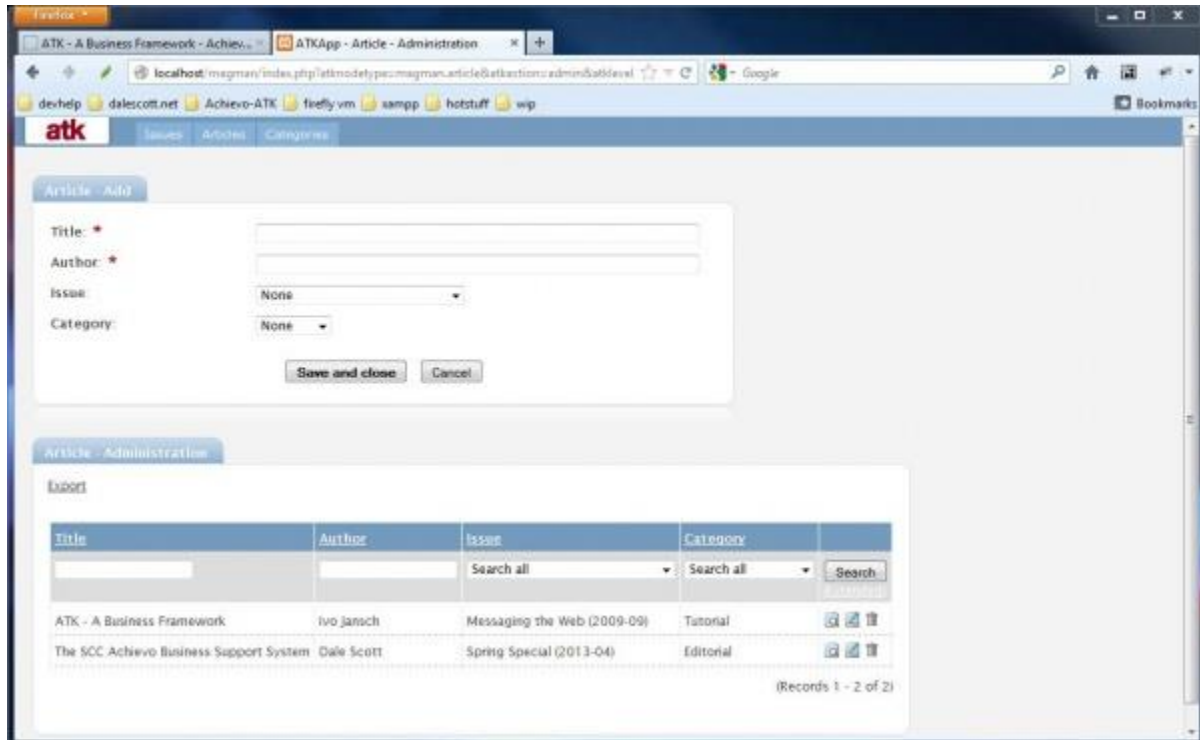 Firefox
ATK - A Business Framework - Achiev...
ATKApp - Article - Administration
localhost/magman/index.php?atknodetype=magman.article&atkaction=admin&atklevel
Google
devhelp dalescott.net Achievo-ATK firefly vm xampp hotstuff wip Bookmarks
atk Issues Articles Categories
Article - Add
Title: *
Author: *
Issue: None
Category: None
Save and close Cancel
Article - Administration
Export
Title Author Issue Category
Search all Search all Search
ATK - A Business Framework Ivo Jansch Messaging the Web (2009-09) Tutorial
The SCC Achievo Business Support System Dale Scott Spring Special (2013-04) Editorial
(Records 1 - 2 of 2)